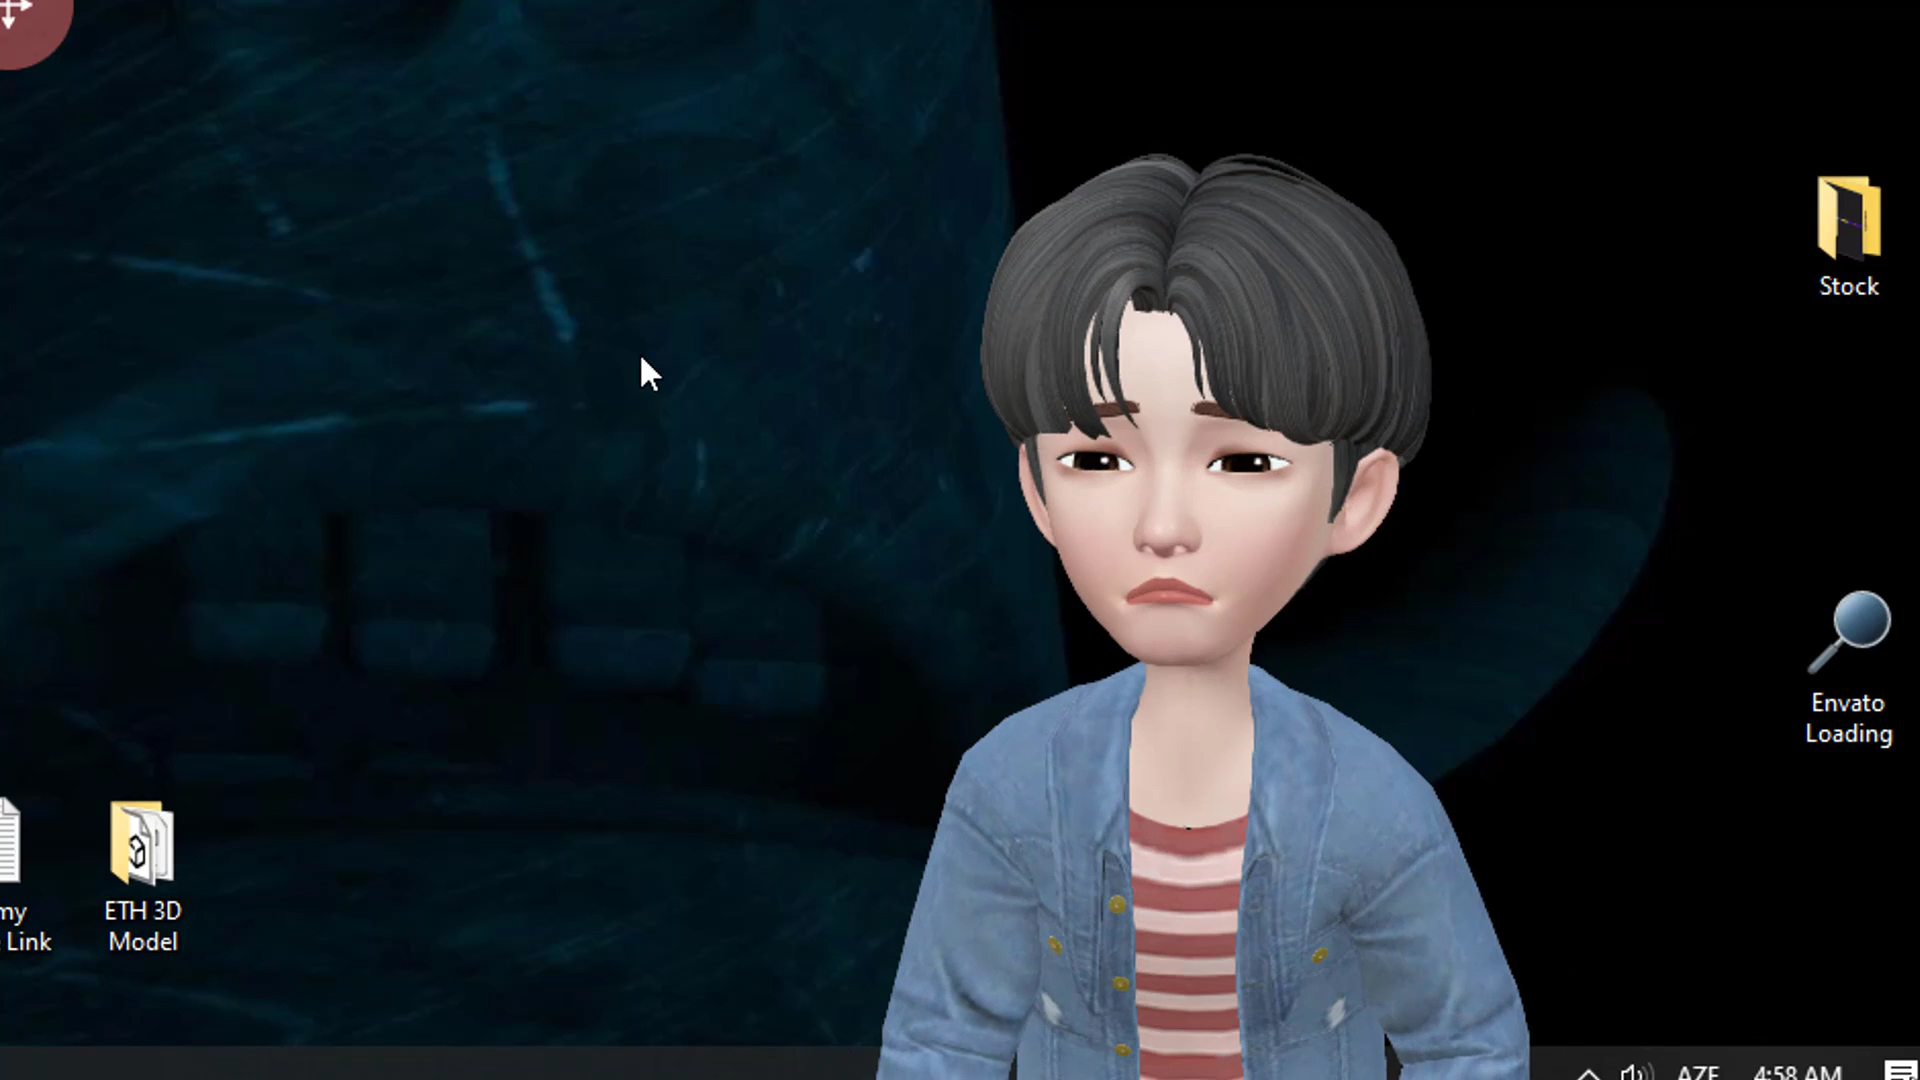 Stock
Envato
Loading
my
Link
ETH 3D
Model
AZE
4:58 AM